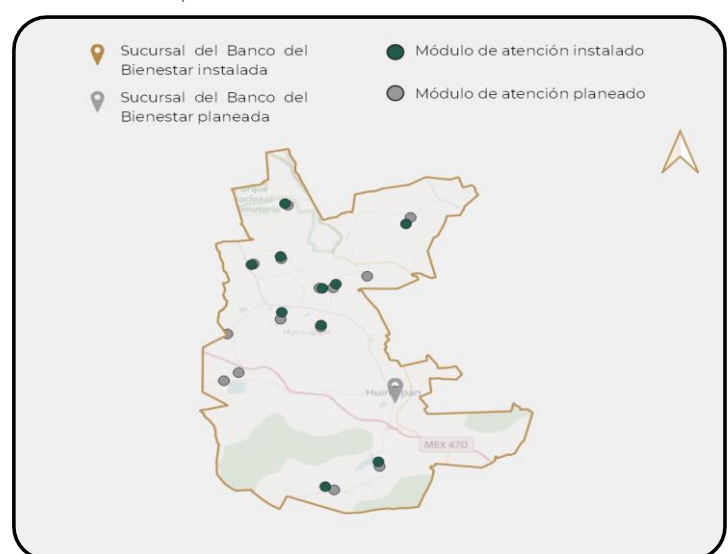 Sucursal del Banco del
Bienestar instalada
Módulo de atención instalado
Sucursal del Banco del
Bienestar planeada
Módulo de atención planeado
MEX 47D